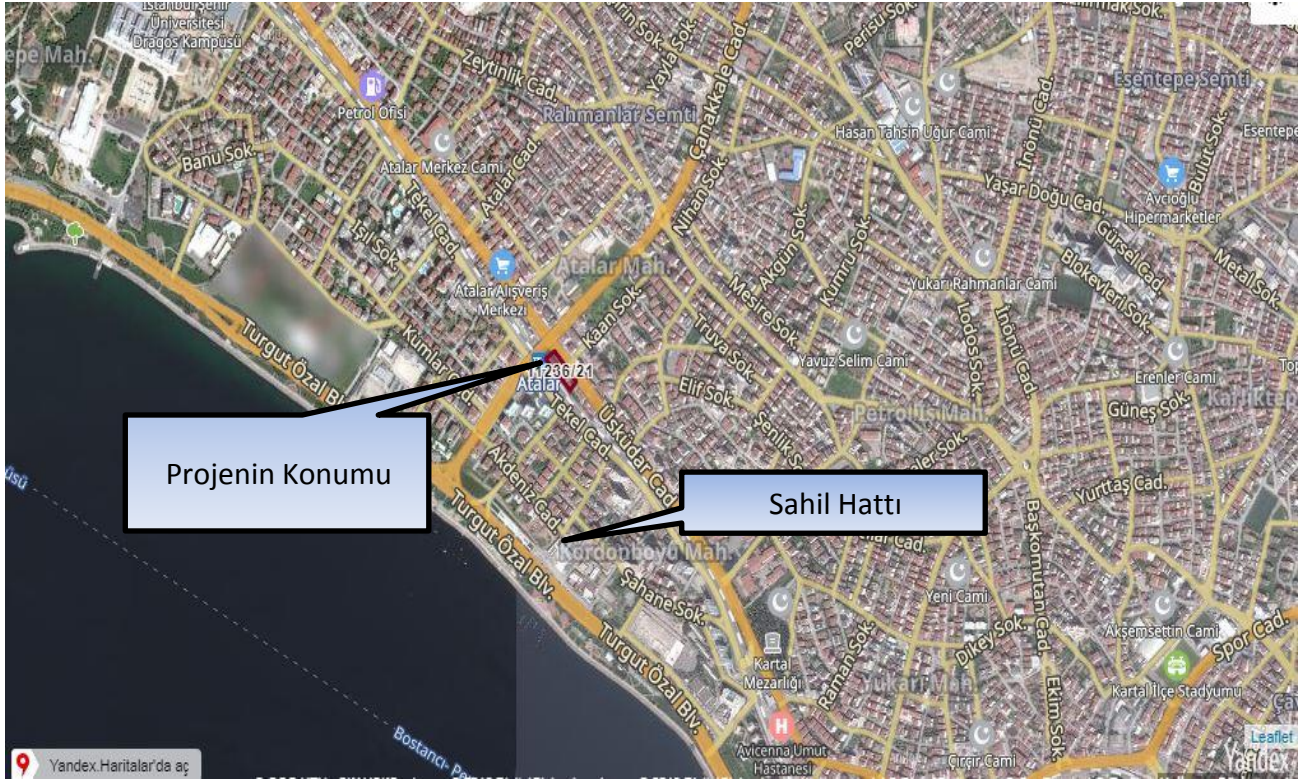 İstanbul Şehir
Üniversitesi
Dragos Kampüsü
epe Mah.
Petrol Ofisi
Zeytinlik Cad.
Yayla Sok.
Perisu Sok.
Esentepe Semti
Rahmanlar Semti
Çanakkale Cad.
Hasan Tahsin Uğur Cami
İnönü Cad.
Esentepe
Banu Sok.
Atalar Merkez Cami
Atalar Cad.
Nihan Sok.
Yaşar Doğu Cad.
Bulut Sok.
Avcıoğlu
Hipermarketler
Tekel Cad.
Işıl Sok.
Gürsel Cad.
Metal Sok.
Blokevleri Sok.
Atalar Mah.
Akgün Sok.
Kumru Sok.
Mesire Sok.
Yukarı Rahmanlar Cami
Atalar Alışveriş
Merkezi
Kaan Sok.
Lodos Sok.
İnönü Cad.
Turgut Özal Blv.
Kumlar Cad.
Truva Sok.
Yavuz Selim Cami
Erenler Cami
236/21
Atalar
Elif Sok.
Güneş Sok.
Karlıktep
Petrol İş Mah.
Tekel Cad.
Üsküdar Cad.
Projenin Konumu
Akdeniz Cad.
Sahil Hattı
Yurttaş Cad.
Turgut Özal Blv.
Kordonboyu Mah.
Başkomutan Cad.
Şahane Sok.
Yeni Cami
Akşemsettin Cami
Spor Cad.
Dikey Sok.
Turgut Özal Blv.
Kartal
Mezarlığı
Raman Sok.
Yukarı Mah.
Ekim Sok.
Kartal İlçe Stadyumu
Bostancı-
H
Avicenna Umut
Hastanesi
Çırçır Cami
Leaflet
Yandex
Yandex.Haritalar'da aç